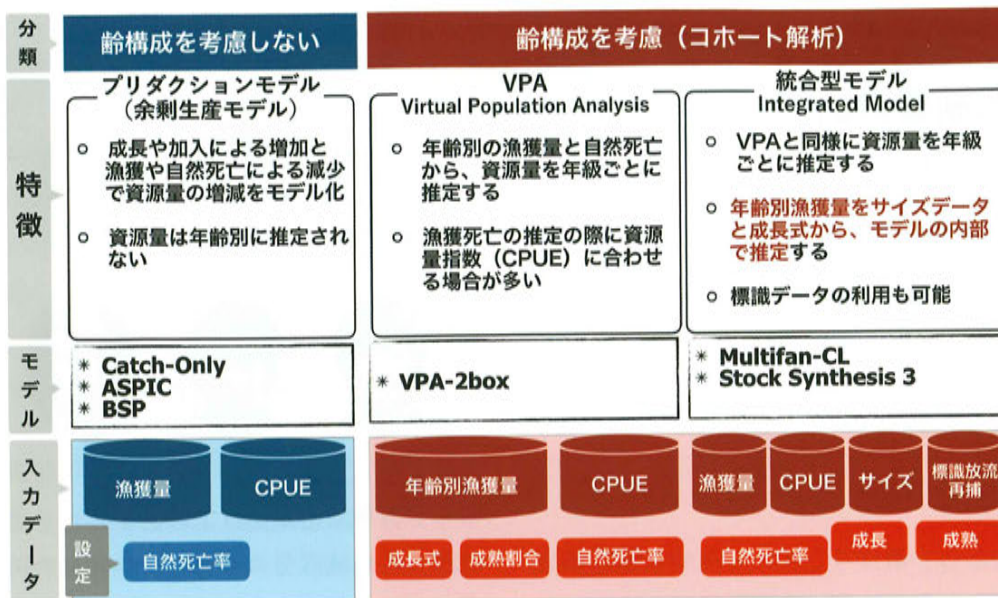 分類
齢構成を考慮しない
齢構成を考慮（コホート解析）
特徴
プリダクションモデル
（余剰生産モデル）
○ 成長や加入による増加と
漁獲や自然死亡による減少
で資源量の増減をモデル化
○ 資源量は年齢別に推定され
ない
VPA
Virtual Population Analysis
○ 年齢別の漁獲量と自然死亡
から、資源量を年級ごとに
推定する
○ 漁獲死亡の推定の際に資源
量指数（CPUE）に合わせ
る場合が多い
統合型モデル
Integrated Model
○ VPAと同様に資源量を年級
ごとに推定する
○ 年齢別漁獲量をサイズデータ
と成長式から、モデルの内部
で推定する
○ 標識データの利用も可能
モデル
* Catch-Only
* ASPIC
* BSP
* VPA-2box
* Multifan-CL
* Stock Synthesis 3
入力データ
漁獲量
CPUE
年齢別漁獲量
CPUE
漁獲量
CPUE
サイズ
標識放流
再捕
設定
自然死亡率
成長式
成熟割合
自然死亡率
自然死亡率
成長
成熟